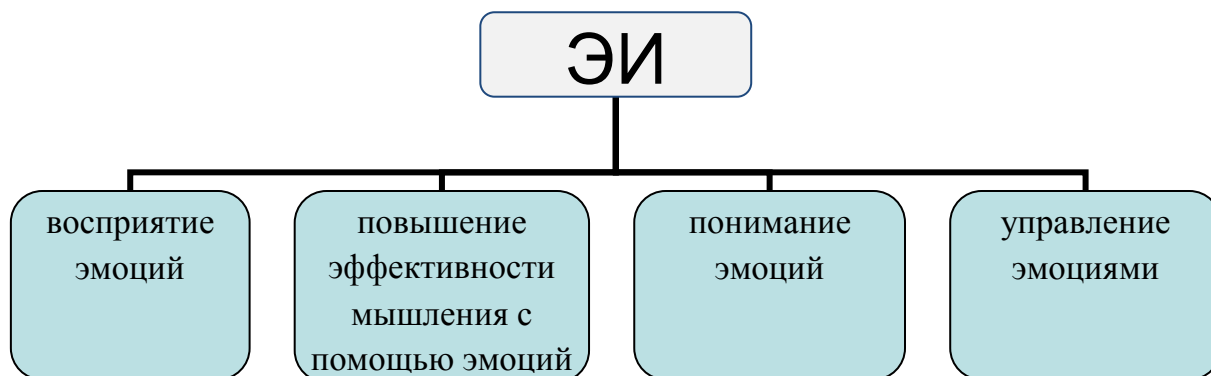 ЭИ
восприятие
эмоций
повышение
эффективности
мышления с
помощью эмоций
понимание
эмоций
управление
эмоциями